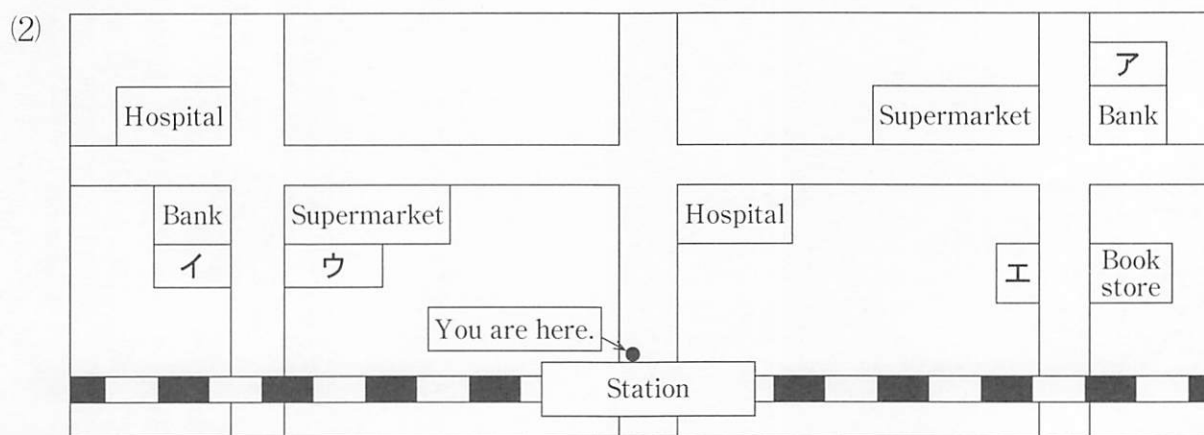 (2)
ア
Hospital
Supermarket
Bank
Bank
Supermarket
Hospital
イ
ウ
エ
Book
store
You are here.
Station